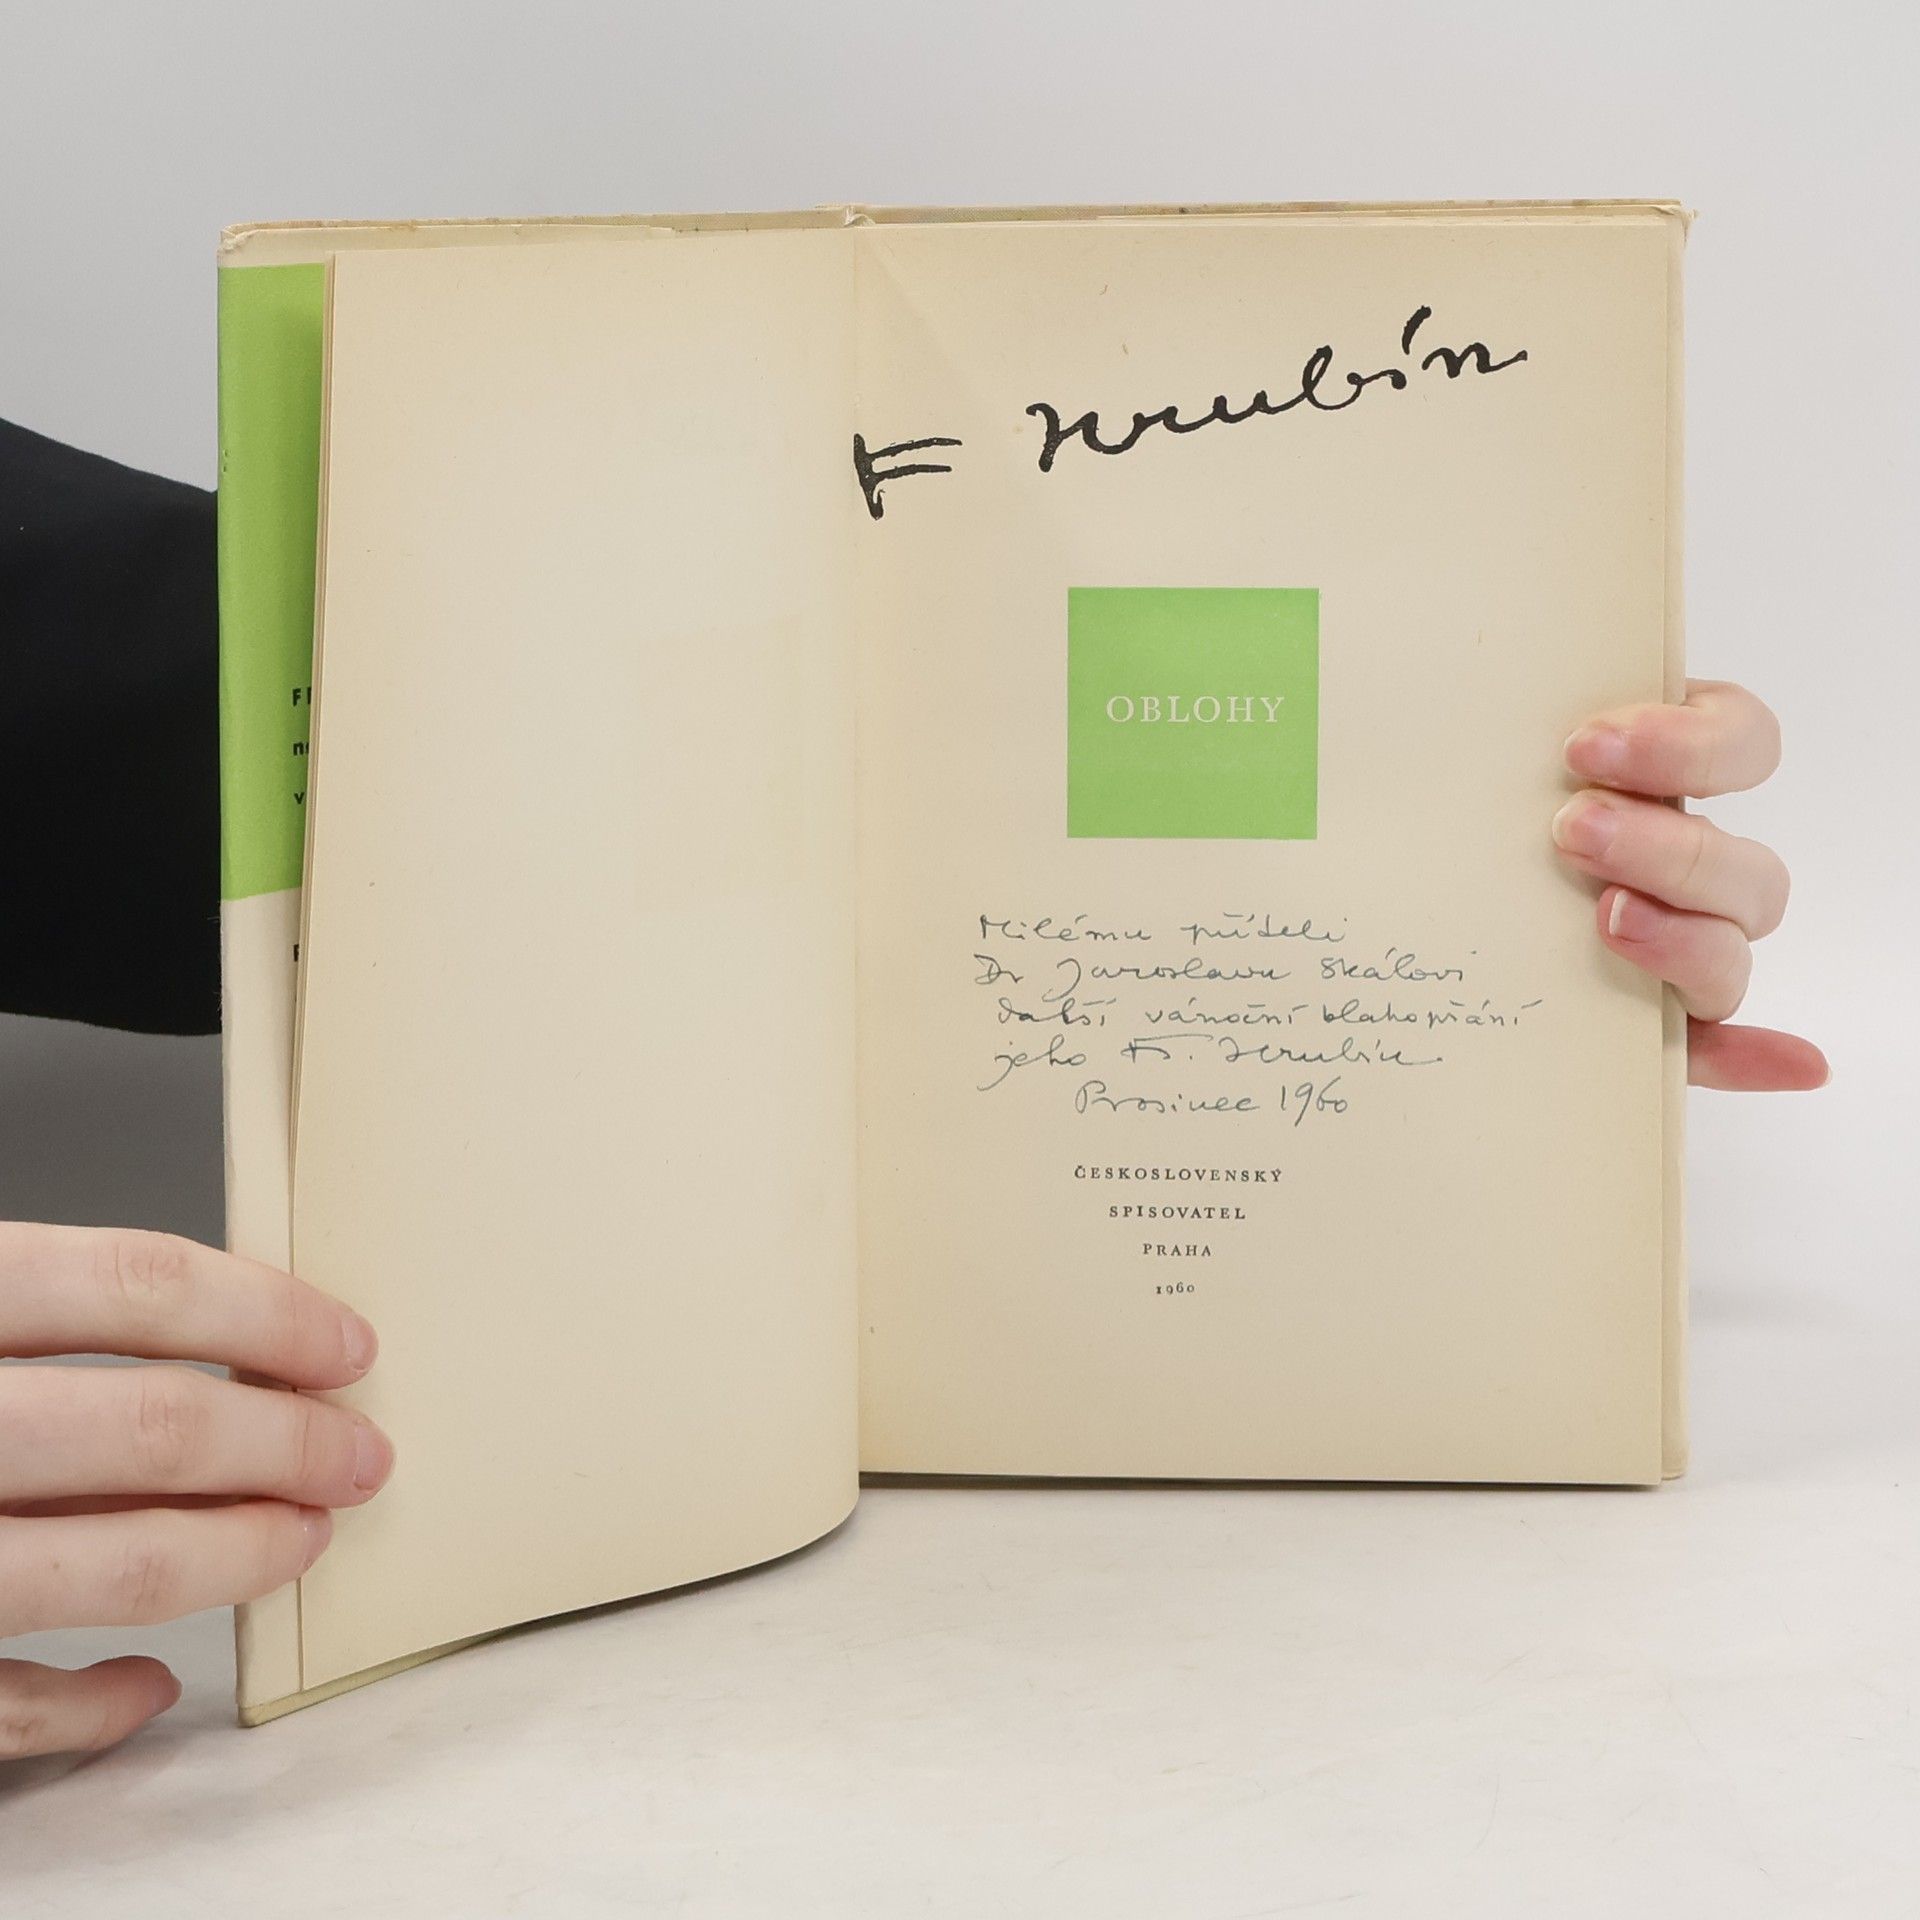 F Hrubín
OBLOHY
Milému příteli
Dr Jaroslavu Skálovi
další vánoční blahopřání
jeho Fr. Hrubín.
Prosinec 1960
ČESKOSLOVENSKÝ
SPISOVATEL
PRAHA
1960